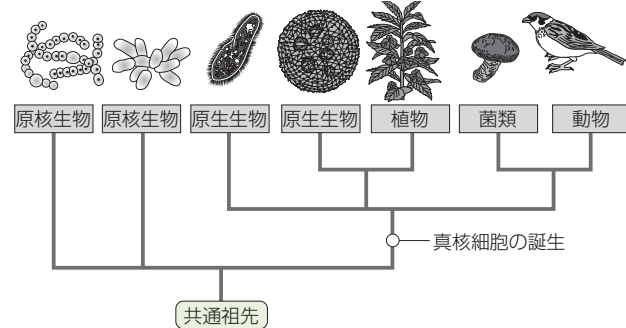 原核生物
原核生物
原生生物
原生生物
植物
菌類
動物
真核細胞の誕生
共通祖先